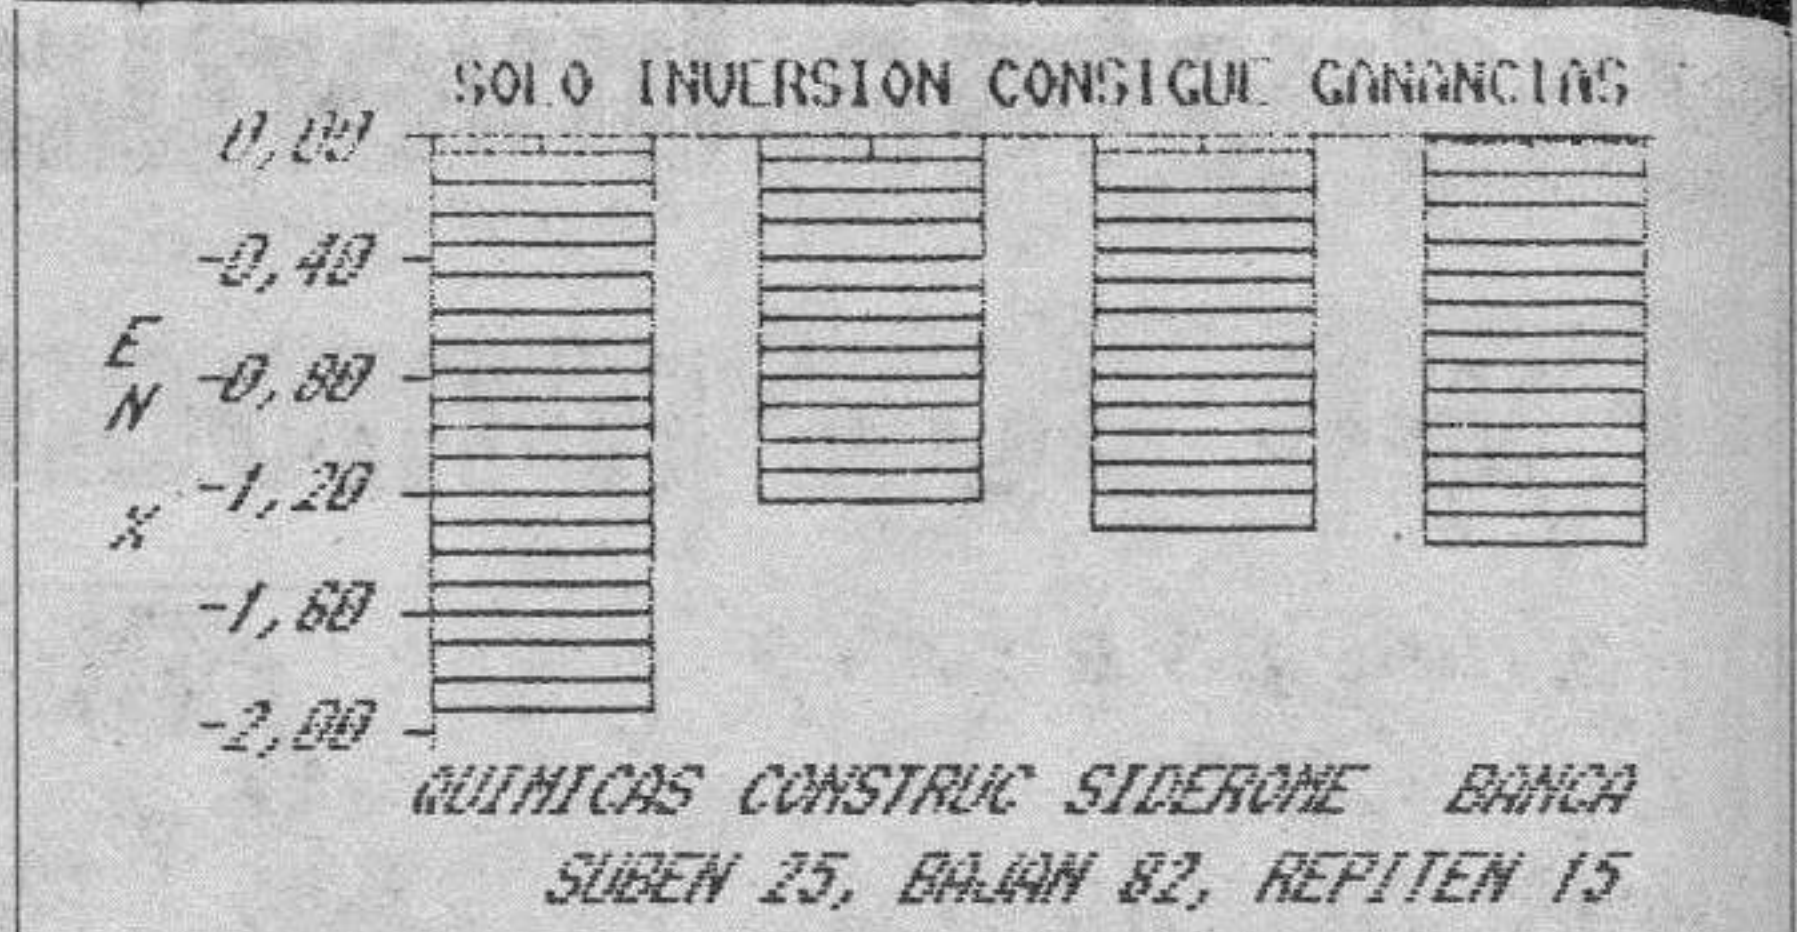 SOLO INVERSION CONSIGUE GANANCIAS
0,00
-0,40
-0,80
-1,20
-1,60
-2,00
EN %
QUIMICAS CONSTRUC SIDEROME BANCA
SUBEN 25, BAJAN 82, REPITEN 15